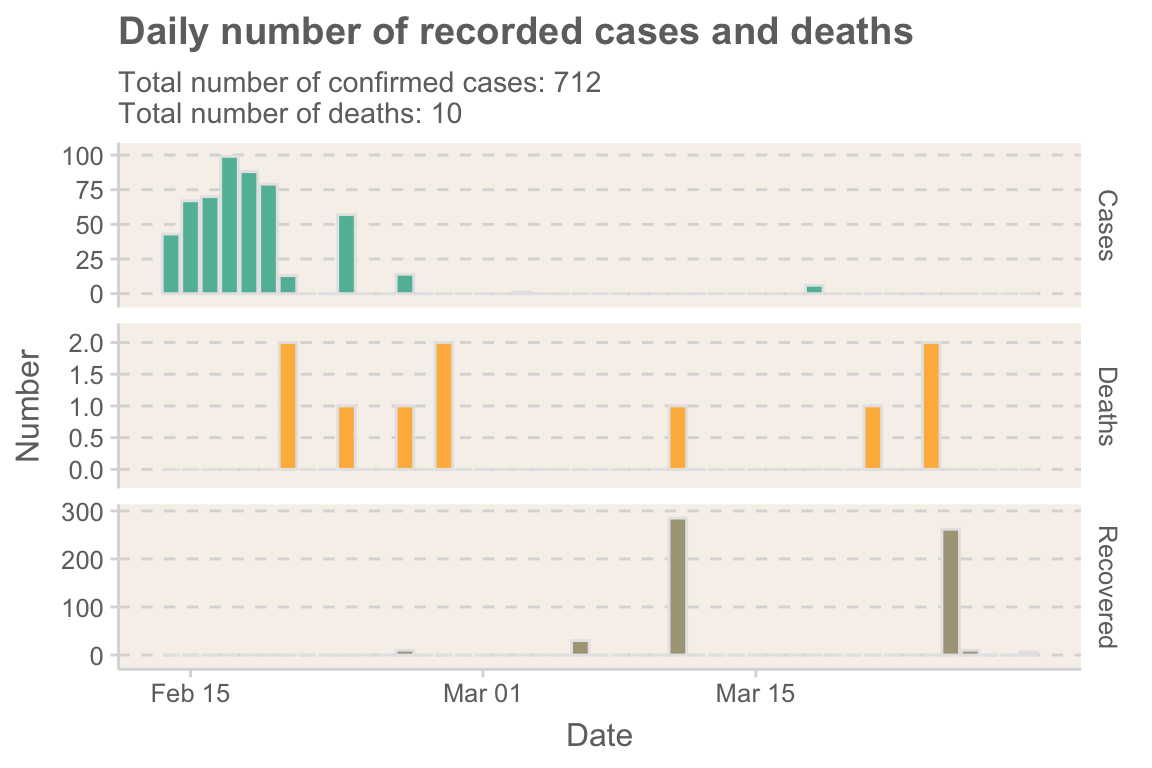 Daily number of recorded cases and deaths
Total number of confirmed cases: 712
Total number of deaths: 10
100
75
50
25
0
Cases
2.0
1.5
1.0
0.5
0.0
Deaths
300
200
100
0
Recovered
Number
Feb 15 Mar 01 Mar 15
Date